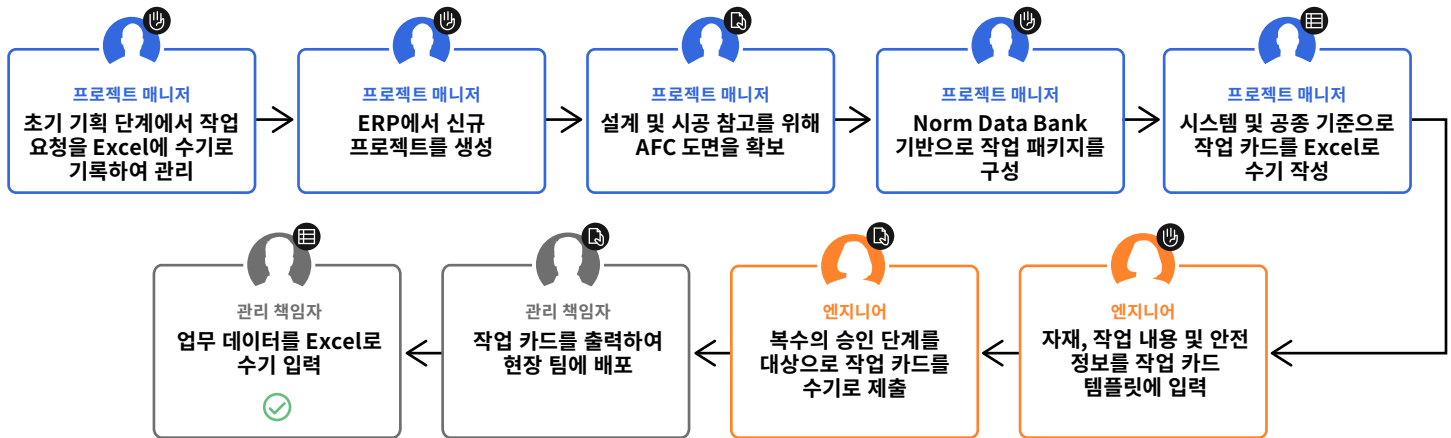 프로젝트 매니저
초기 기획 단계에서 작업
요청을 Excel에 수기로
기록하여 관리
프로젝트 매니저
ERP에서 신규
프로젝트를 생성
프로젝트 매니저
설계 및 시공 참고를 위해
AFC 도면을 확보
프로젝트 매니저
Norm Data Bank
기반으로 작업 패키지를
구성
프로젝트 매니저
시스템 및 공종 기준으로
작업 카드를 Excel로
수기 작성
엔지니어
자재, 작업 내용 및 안전
정보를 작업 카드
템플릿에 입력
엔지니어
복수의 승인 단계를
대상으로 작업 카드를
수기로 제출
관리 책임자
작업 카드를 출력하여
현장 팀에 배포
관리 책임자
업무 데이터를 Excel로
수기 입력